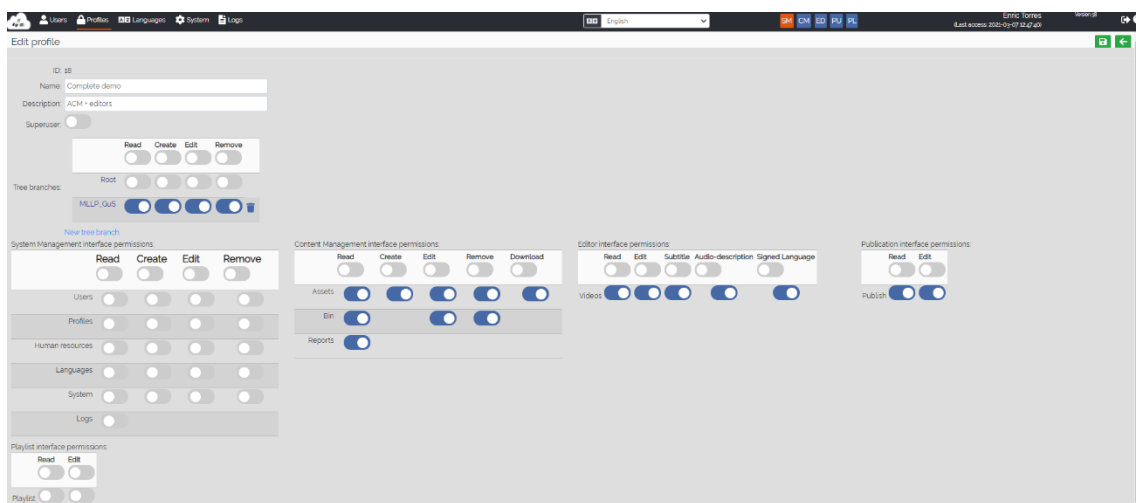 Users Profiles Languages System Logs English SM CM ED PU PL Enric Torres Version 38
(Last access: 2021-03-07 12:47:40)
Edit profile
ID: 16
Name: Complete demo
Description: ACM + editors
Superuser:
Read Create Edit Remove
Root
Tree branches:
MLLP_GuS
New tree branch
System Management interface permissions:
Read Create Edit Remove
Users
Profiles
Human resources
Languages
System
Logs
Content Management interface permissions:
Read Create Edit Remove Download
Assets
Bin
Reports
Editor interface permissions:
Read Edit Subtitle Audio-description Signed Language
Videos
Publication interface permissions:
Read Edit
Publish
Playlist interface permissions:
Read Edit
Playlist